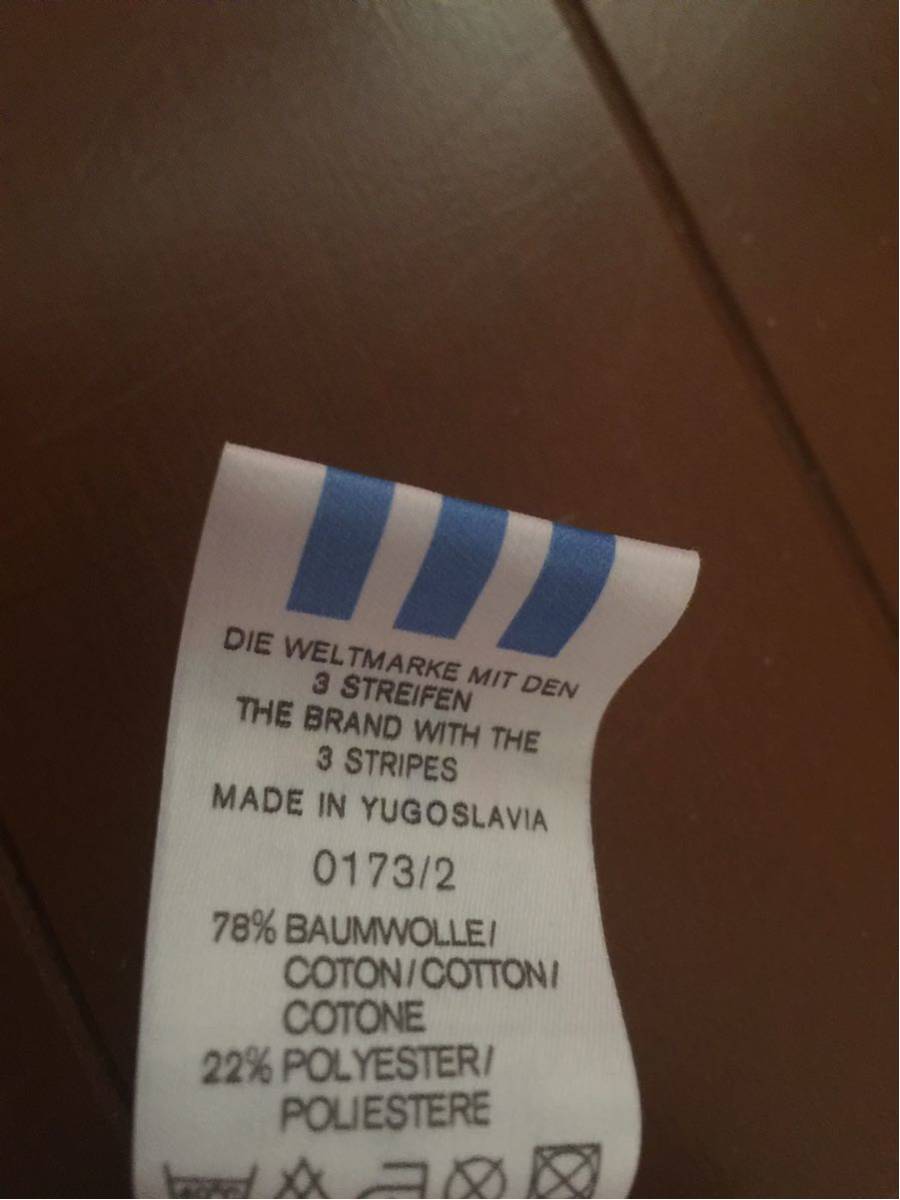 DIE WELTMARKE MIT DEN
3 STREIFEN
THE BRAND WITH THE
3 STRIPES
MADE IN YUGOSLAVIA
0173/2
78% BAUMWOLLE/
COTON/COTTON/
COTONE
22% POLYESTER/
POLIESTERE